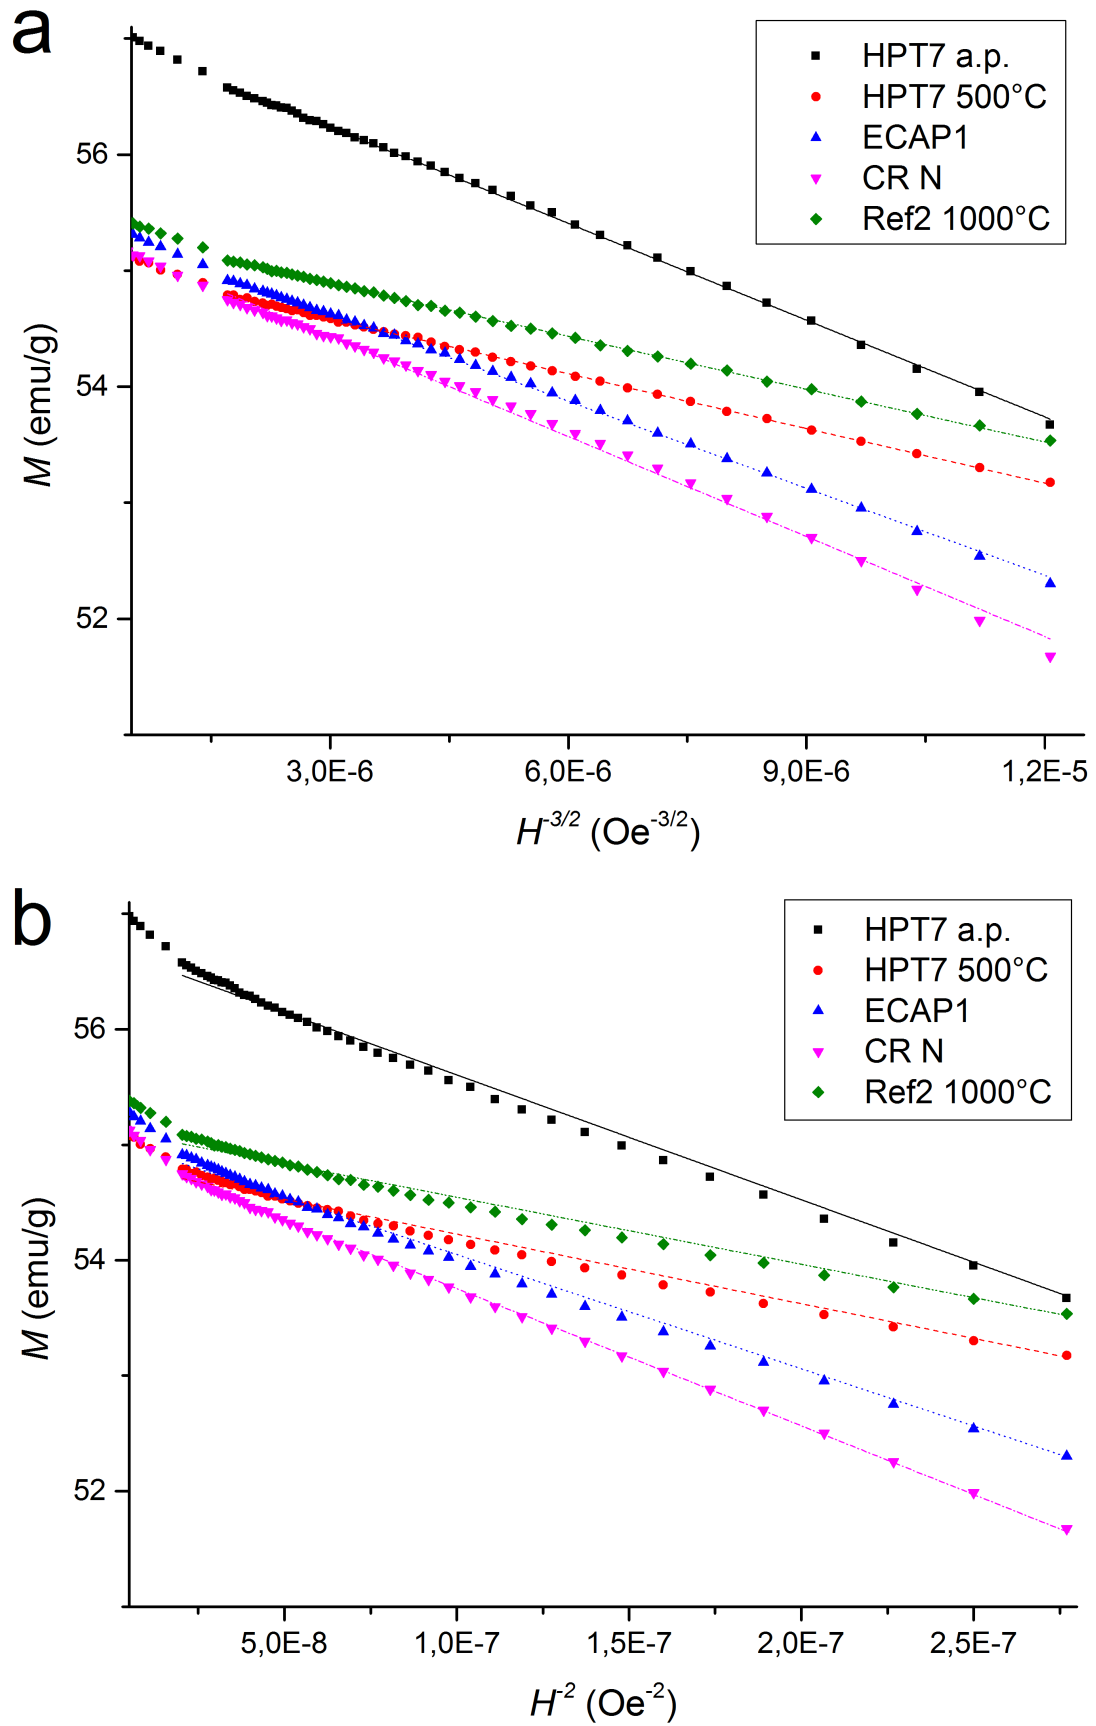 a
HPT7 a.p.
HPT7 500°C
ECAP1
CR N
Ref2 1000°C
56
54
52
M (emu/g)
3,0E-6 6,0E-6 9,0E-6 1,2E-5
H-3/2 (Oe-3/2)
b
HPT7 a.p.
HPT7 500°C
ECAP1
CR N
Ref2 1000°C
56
54
52
M (emu/g)
5,0E-8 1,0E-7 1,5E-7 2,0E-7 2,5E-7
H-2 (Oe-2)